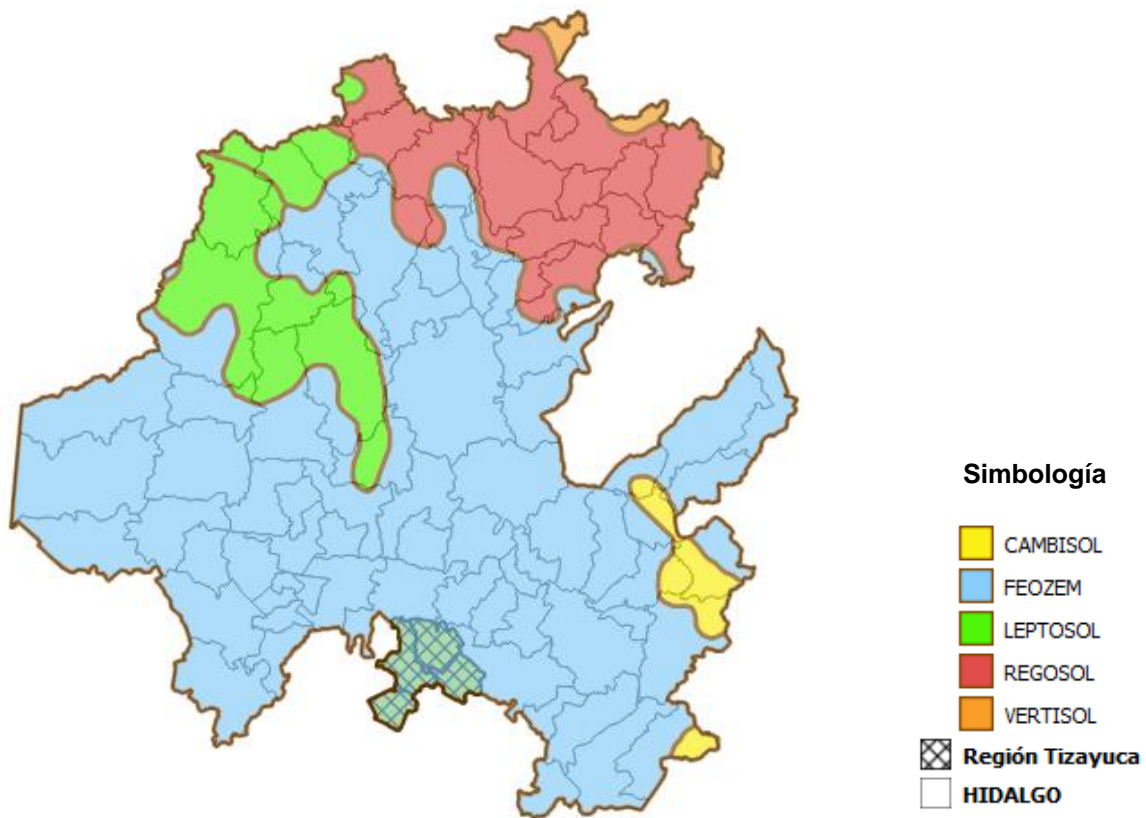 Simbología
CAMBISOL
FEOZEM
LEPTOSOL
REGOSOL
VERTISOL
Región Tizayuca
HIDALGO